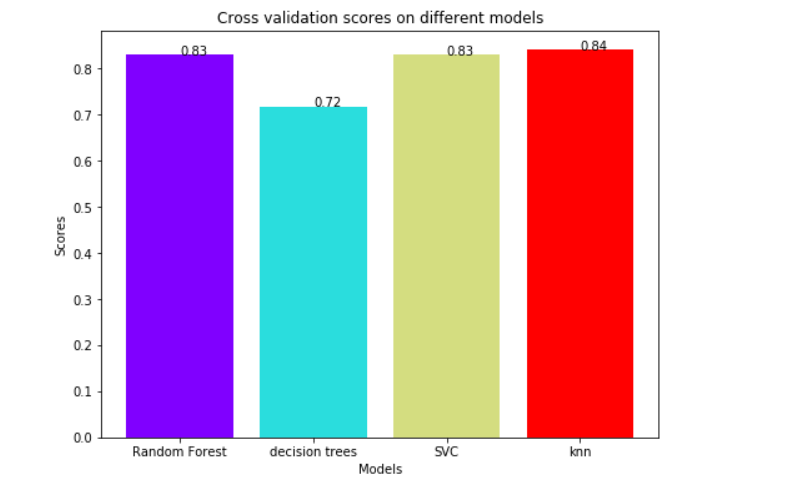 Cross validation scores on different models
0.83
0.72
0.83
0.84
0.8
0.7
0.6
0.5
0.4
0.3
0.2
0.1
0.0
Scores
Random Forest
decision trees
SVC
knn
Models